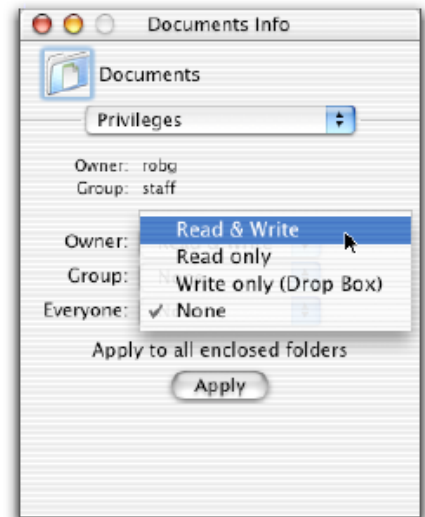 Documents Info
Documents
Privileges
Owner: robg
Group: staff
Owner:
Read & Write
Read only
Group:
Write only (Drop Box)
Everyone: ✓ None
Apply to all enclosed folders
Apply